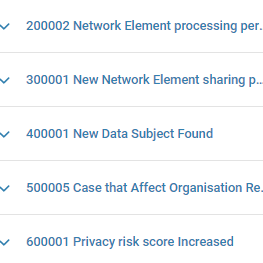 200002 Network Element processing per..
300001 New Network Element sharing p...
400001 New Data Subject Found
500005 Case that Affect Organisation Re.
600001 Privacy risk score Increased